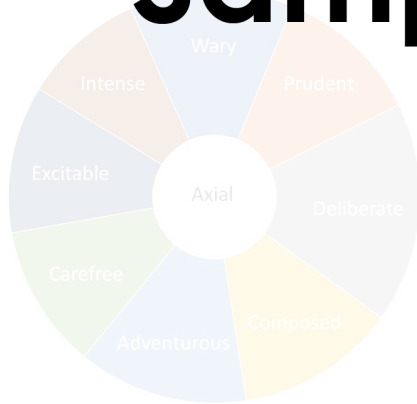 Wary
Intense
Prudent
Excitable
Axial
Deliberate
Carefree
Composed
Adventurous